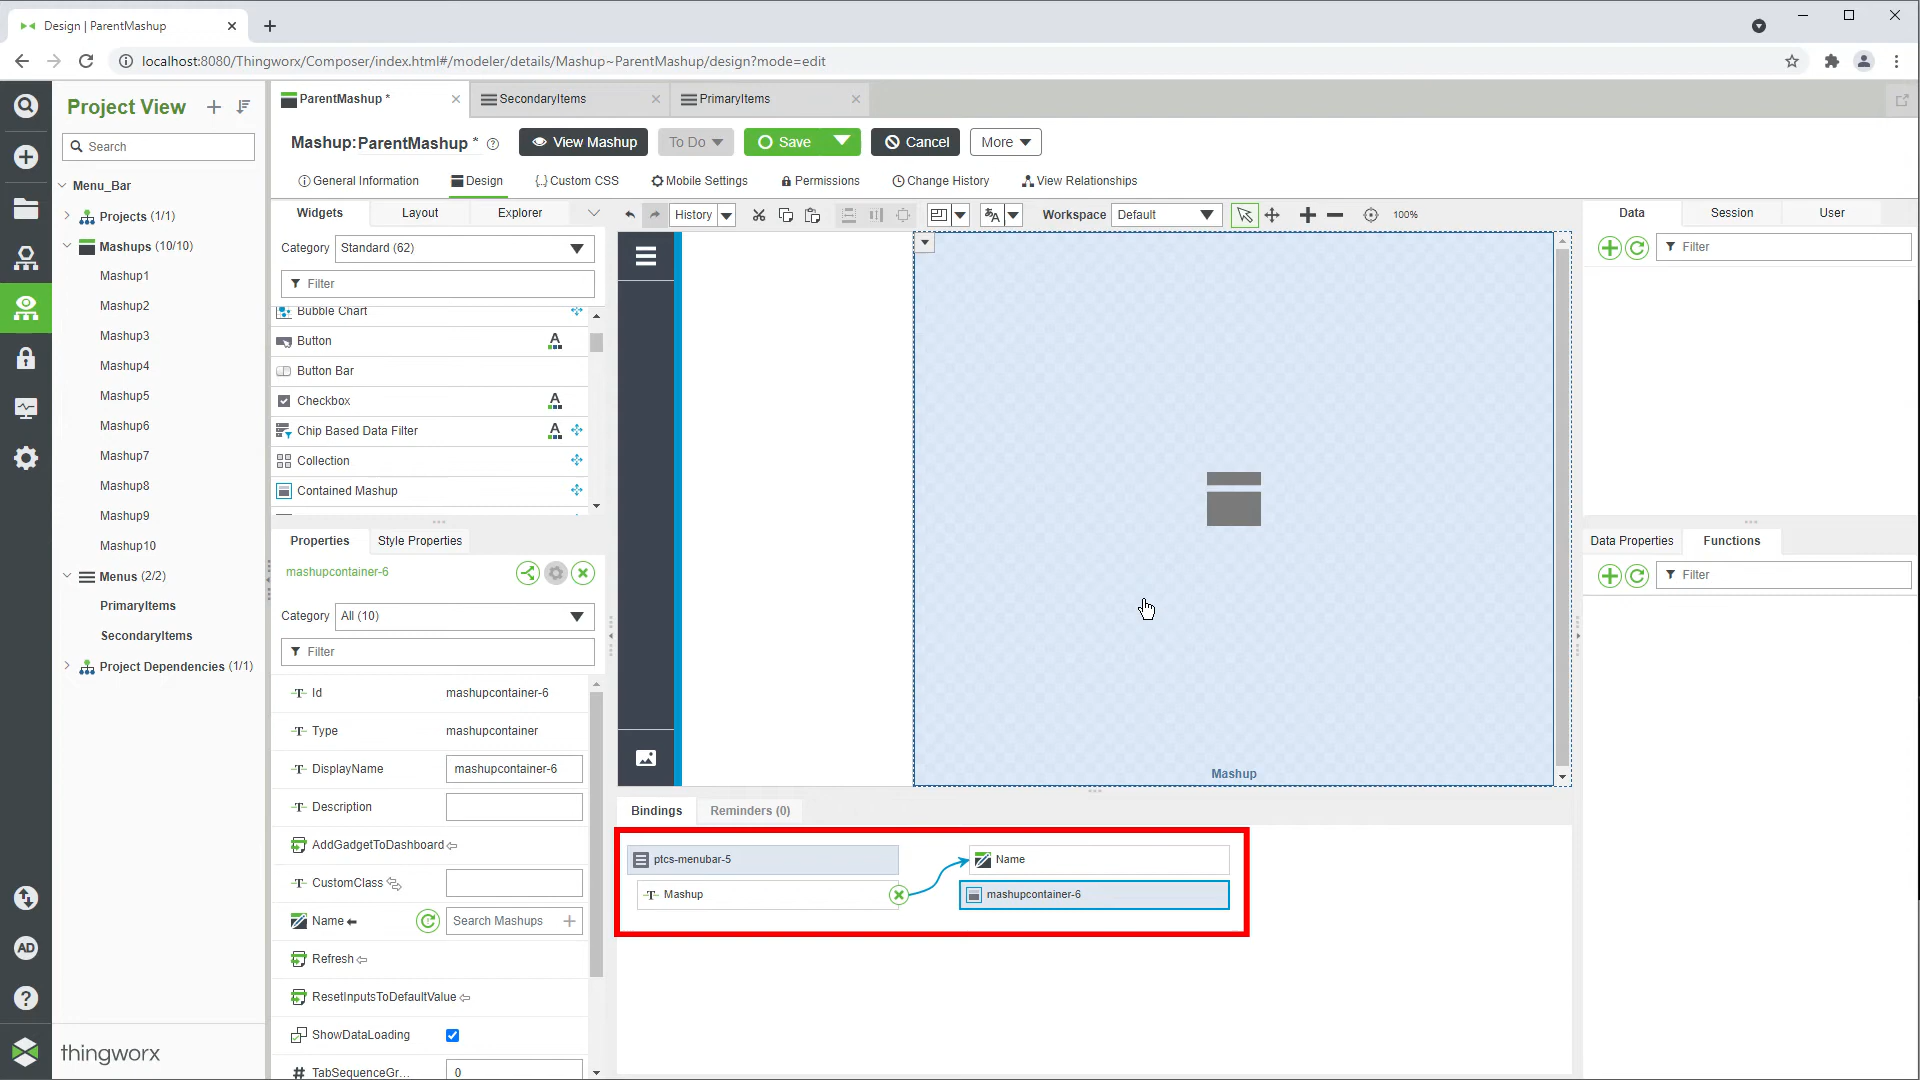 Design | ParentMashup
localhost:8080/Thingworx/Composer/index.html#/modeler/details/Mashup~ParentMashup/design?mode=edit
Project View
Search
Menu_Bar
Projects (1/1)
Mashups (10/10)
Mashup1
Mashup2
Mashup3
Mashup4
Mashup5
Mashup6
Mashup7
Mashup8
Mashup9
Mashup10
Menus (2/2)
PrimaryItems
SecondaryItems
Project Dependencies (1/1)
AD
thingworx
ParentMashup *
SecondaryItems
PrimaryItems
Mashup: ParentMashup *
View Mashup
To Do
Save
Cancel
More
General Information
Design
Custom CSS
Mobile Settings
Permissions
Change History
View Relationships
Widgets
Layout
Explorer
Category
Standard (62)
Filter
Bubble Chart
Button
Button Bar
Checkbox
Chip Based Data Filter
Collection
Contained Mashup
Properties
Style Properties
mashupcontainer-6
Category
All (10)
Filter
Id mashupcontainer-6
Type mashupcontainer
DisplayName mashupcontainer-6
Description
AddGadgetToDashboard
CustomClass
Name Search Mashups
Refresh
ResetInputsToDefaultValue
ShowDataLoading
TabSequenceGr... 0
History
Workspace
Default
100%
Mashup
Bindings
Reminders (0)
ptcs-menubar-5
Name
Mashup
mashupcontainer-6
Data
Session
User
Filter
Data Properties
Functions
Filter